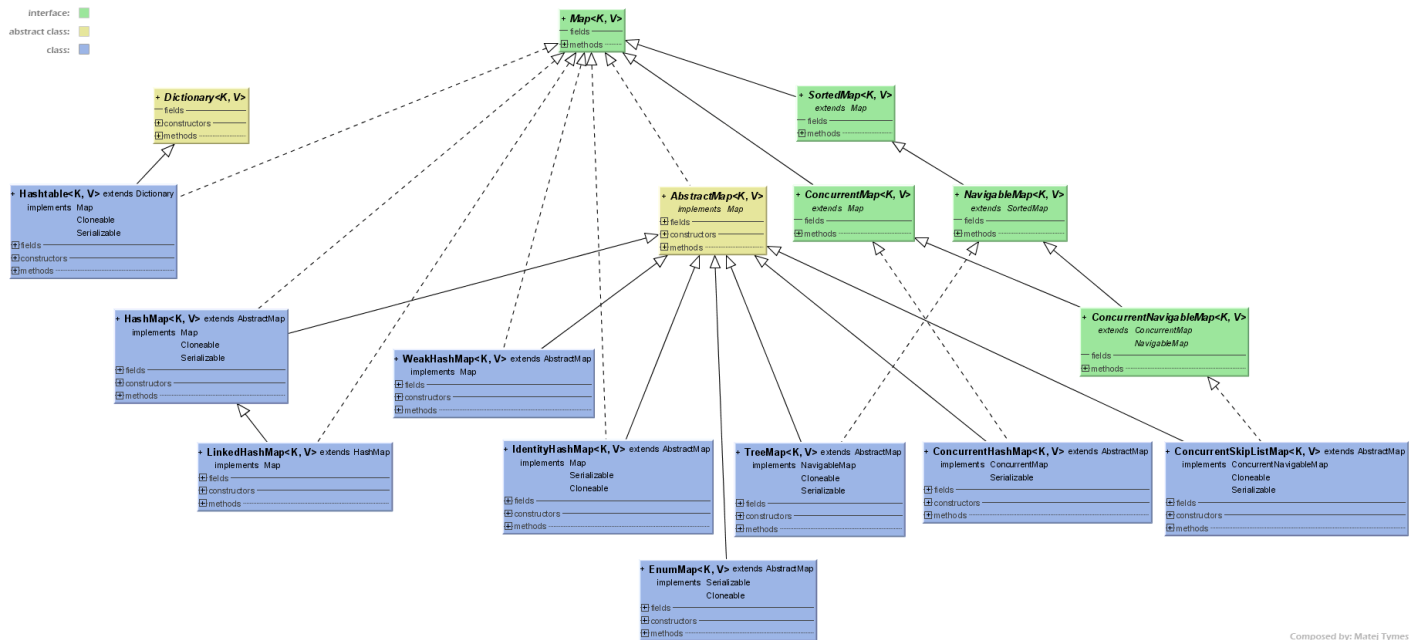 interface:
abstract class:
class:
+ Map<K, V>
fields
methods
+ Dictionary<K, V>
fields
constructors
methods
+ SortedMap<K, V>
extends Map
fields
methods
+ Hashtable<K, V> extends Dictionary
implements Map
Cloneable
Serializable
fields
constructors
methods
+ AbstractMap<K, V>
implements Map
fields
constructors
methods
+ ConcurrentMap<K, V>
extends Map
fields
methods
+ NavigableMap<K, V>
extends SortedMap
fields
methods
+ HashMap<K, V> extends AbstractMap
implements Map
Cloneable
Serializable
fields
constructors
methods
+ WeakHashMap<K, V> extends AbstractMap
implements Map
fields
constructors
methods
+ ConcurrentNavigableMap<K, V>
extends ConcurrentMap
NavigableMap
fields
methods
+ LinkedHashMap<K, V> extends HashMap
implements Map
fields
constructors
methods
+ IdentityHashMap<K, V> extends AbstractMap
implements Map
Serializable
Cloneable
fields
constructors
methods
+ TreeMap<K, V> extends AbstractMap
implements NavigableMap
Cloneable
Serializable
fields
constructors
methods
+ ConcurrentHashMap<K, V> extends AbstractMap
implements ConcurrentMap
Serializable
fields
constructors
methods
+ ConcurrentSkipListMap<K, V> extends AbstractMap
implements ConcurrentNavigableMap
Cloneable
Serializable
fields
constructors
methods
+ EnumMap<K, V> extends AbstractMap
implements Serializable
Cloneable
fields
constructors
methods
Composed by: Matej Tymes